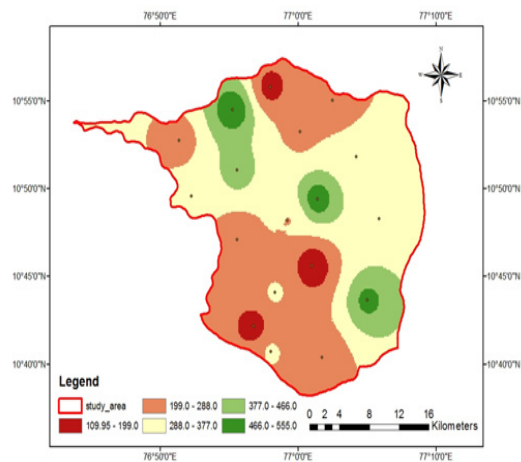 76°50'0"E 77°0'0"E 77°10'0"E
N
W E
S
10°55'0"N 10°55'0"N
10°50'0"N 10°50'0"N
10°45'0"N 10°45'0"N
10°40'0"N 10°40'0"N
Legend
study_area 199.0 - 288.0 377.0 - 466.0
109.95 - 199.0 288.0 - 377.0 466.0 - 555.0
0 2 4 8 12 16
Kilometers
76°50'0"E 77°0'0"E 77°10'0"E